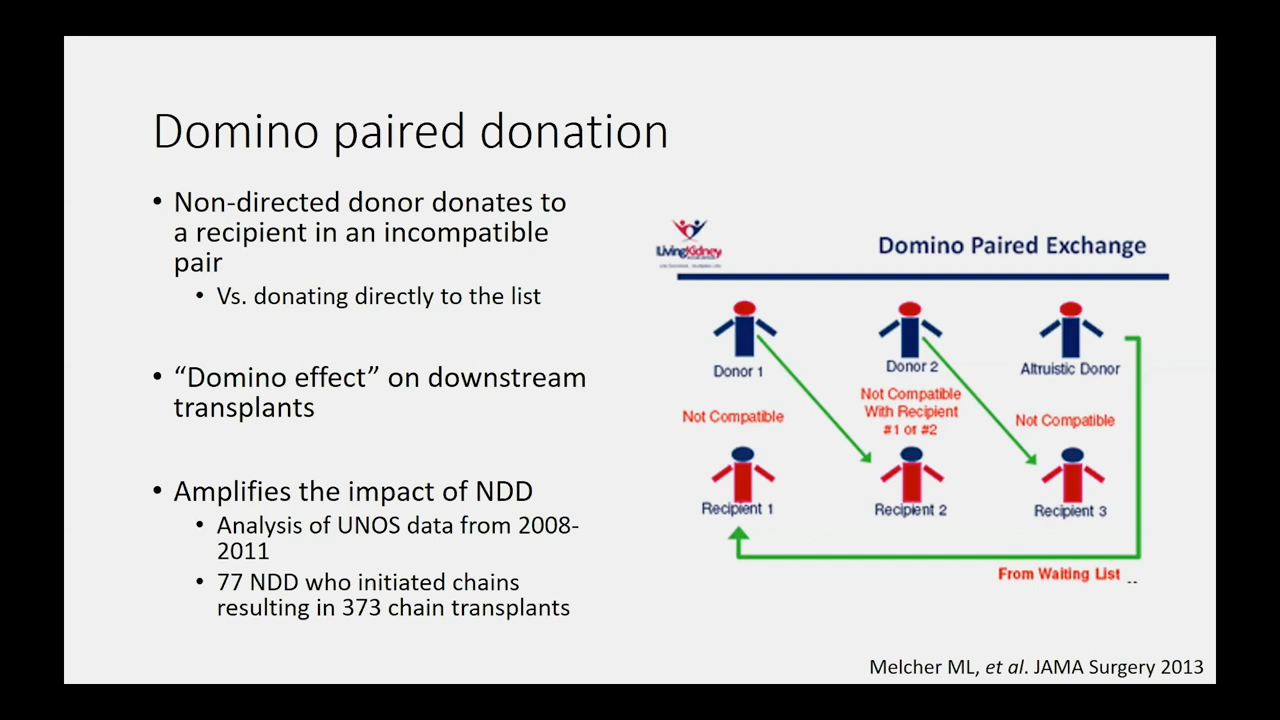 Domino paired donation
• Non-directed donor donates to
a recipient in an incompatible
pair
• Vs. donating directly to the list
• “Domino effect” on downstream
transplants
• Amplifies the impact of NDD
• Analysis of UNOS data from 2008-
2011
• 77 NDD who initiated chains
resulting in 373 chain transplants
LivingKidney
Domino Paired Exchange
Donor 1
Donor 2
Altruistic Donor
Not Compatible
Not Compatible
With Recipient
#1 or #2
Not Compatible
Recipient 1
Recipient 2
Recipient 3
From Waiting List
Melcher ML, et al. JAMA Surgery 2013